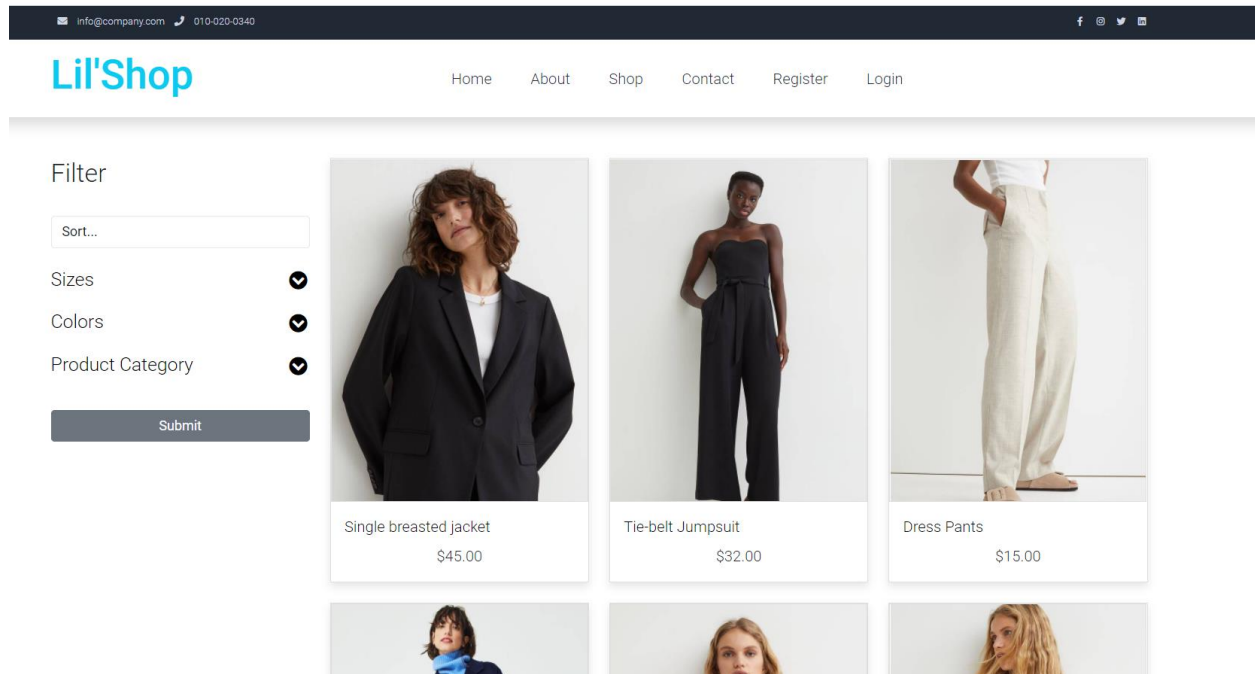 info@company.com 010-020-0340
Lil'Shop
Home About Shop Contact Register Login
Filter
Sort...
Sizes
Colors
Product Category
Submit
Single breasted jacket
$45.00
Tie-belt Jumpsuit
$32.00
Dress Pants
$15.00